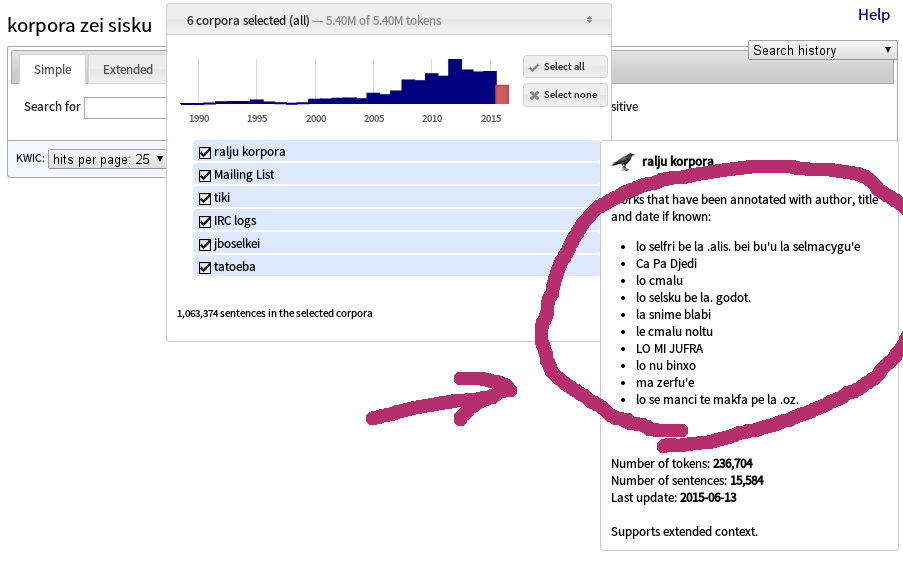 korpora zei sisku
6 corpora selected (all) — 5.40M of 5.40M tokens
Help
Search history
Simple
Extended
Select all
Select none
1990 1995 2000 2005 2010 2015
Search for
sitive
KWIC:
hits per page: 25
ralju korpora
Mailing List
tiki
IRC logs
jboselkei
tatoeba
1,063,374 sentences in the selected corpora
ralju korpora
works that have been annotated with author, title
and date if known:
lo selfri be la .alis. bei bu'u la selmacygu'e
Ca Pa Djedi
lo cmalu
lo selsku be la. godot.
la snime blabi
le cmalu noltu
LO MI JUFRA
lo nu binxo
ma zerfu'e
lo se manci te makfa pe la .oz.
Number of tokens: 236,704
Number of sentences: 15,584
Last update: 2015-06-13
Supports extended context.